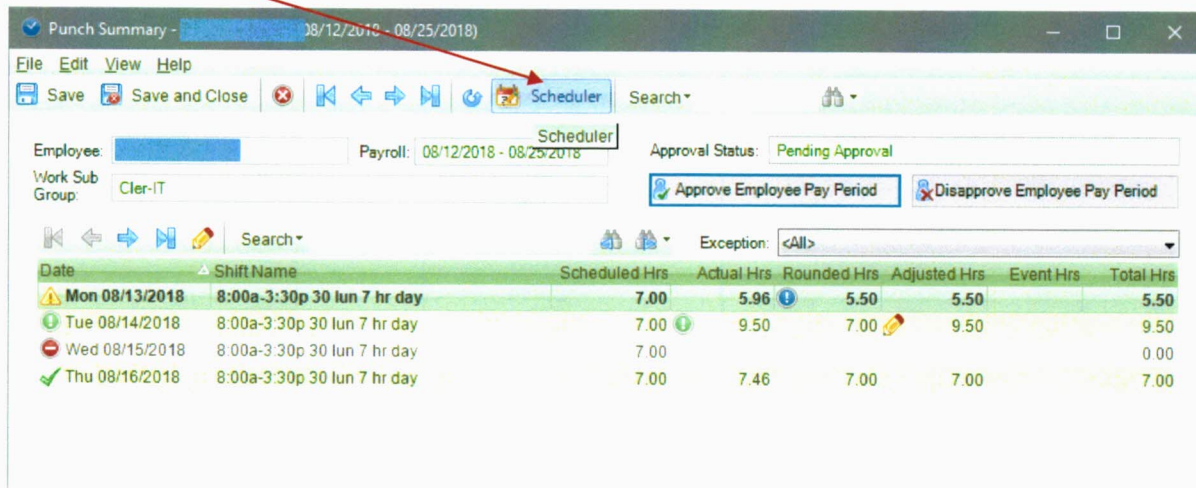 Punch Summary - 08/12/2018 - 08/25/2018)
File Edit View Help
Save Save and Close Scheduler Search
Scheduler
Employee: Payroll: 08/12/2018 - 08/25/2018 Approval Status: Pending Approval
Work Sub Group: Cler-IT Approve Employee Pay Period Disapprove Employee Pay Period
Search Exception: <All>
Date Shift Name Scheduled Hrs Actual Hrs Rounded Hrs Adjusted Hrs Event Hrs Total Hrs
Mon 08/13/2018 8:00a-3:30p 30 lun 7 hr day 7.00 5.96 5.50 5.50 5.50
Tue 08/14/2018 8:00a-3:30p 30 lun 7 hr day 7.00 9.50 7.00 9.50 9.50
Wed 08/15/2018 8:00a-3:30p 30 lun 7 hr day 7.00 0.00
Thu 08/16/2018 8:00a-3:30p 30 lun 7 hr day 7.00 7.46 7.00 7.00 7.00